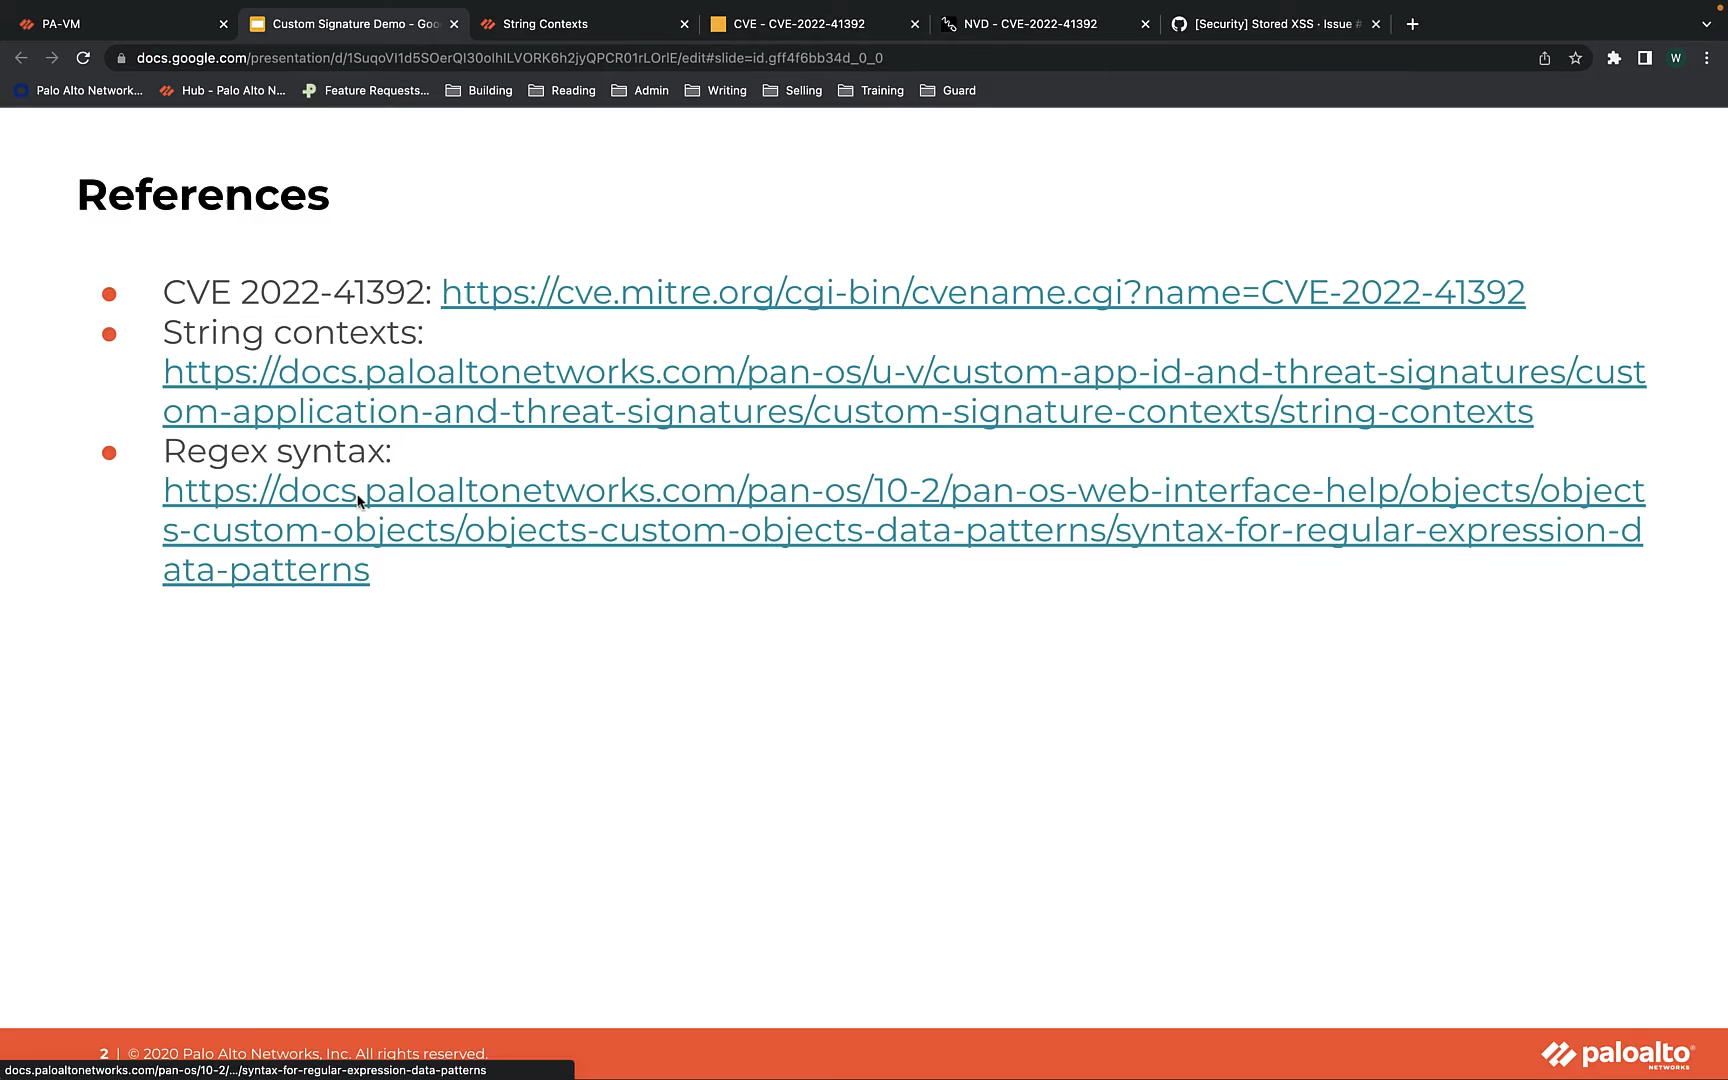 PA-VM
Custom Signature Demo - Goo
String Contexts
CVE - CVE-2022-41392
NVD - CVE-2022-41392
[Security] Stored XSS · Issue #
docs.google.com/presentation/d/1SuqoVI1d5SOerQI30oIhILVORK6h2jyQPCR01rLOrIE/edit#slide=id.gff4f6bb34d_0_0
W
Palo Alto Network...
Hub - Palo Alto N...
Feature Requests...
Building
Reading
Admin
Writing
Selling
Training
Guard
References
CVE 2022-41392: https://cve.mitre.org/cgi-bin/cvename.cgi?name=CVE-2022-41392
String contexts:
https://docs.paloaltonetworks.com/pan-os/u-v/custom-app-id-and-threat-signatures/cust
om-application-and-threat-signatures/custom-signature-contexts/string-contexts
Regex syntax:
https://docs.paloaltonetworks.com/pan-os/10-2/pan-os-web-interface-help/objects/object
s-custom-objects/objects-custom-objects-data-patterns/syntax-for-regular-expression-d
ata-patterns
2 | © 2020 Palo Alto Networks, Inc. All rights reserved.
paloalto
NETWORKS
docs.paloaltonetworks.com/pan-os/10-2/.../syntax-for-regular-expression-data-patterns